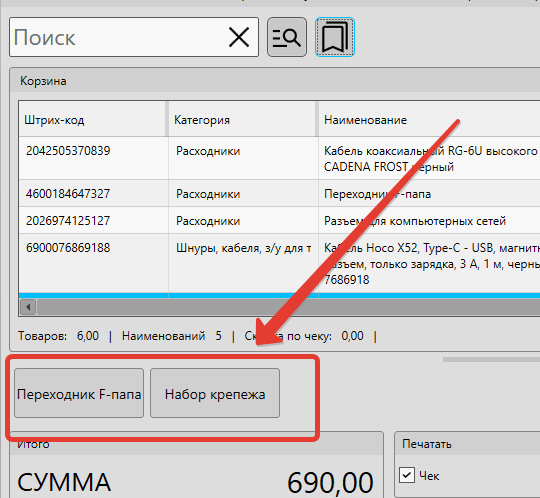 Поиск
Корзина
Штрих-код Категория Наименование
2042505370839 Расходники Кабель коаксиальный RG-6U высокого
CADENA FROST черный
4600184647327 Расходники Переходник F-папа
2026974125127 Расходники Разъем для компьютерных сетей
6900076869188 Шнуры, кабеля, з/у для т Кабель Hoco X52, Type-C - USB, магнитн
разъем, только зарядка, 3 А, 1 м, черны
7686918
Товаров: 6,00 | Наименований 5 | Скидка по чеку: 0,00 |
Переходник F-папа Набор крепежа
Итого Печатать
СУММА 690,00 Чек